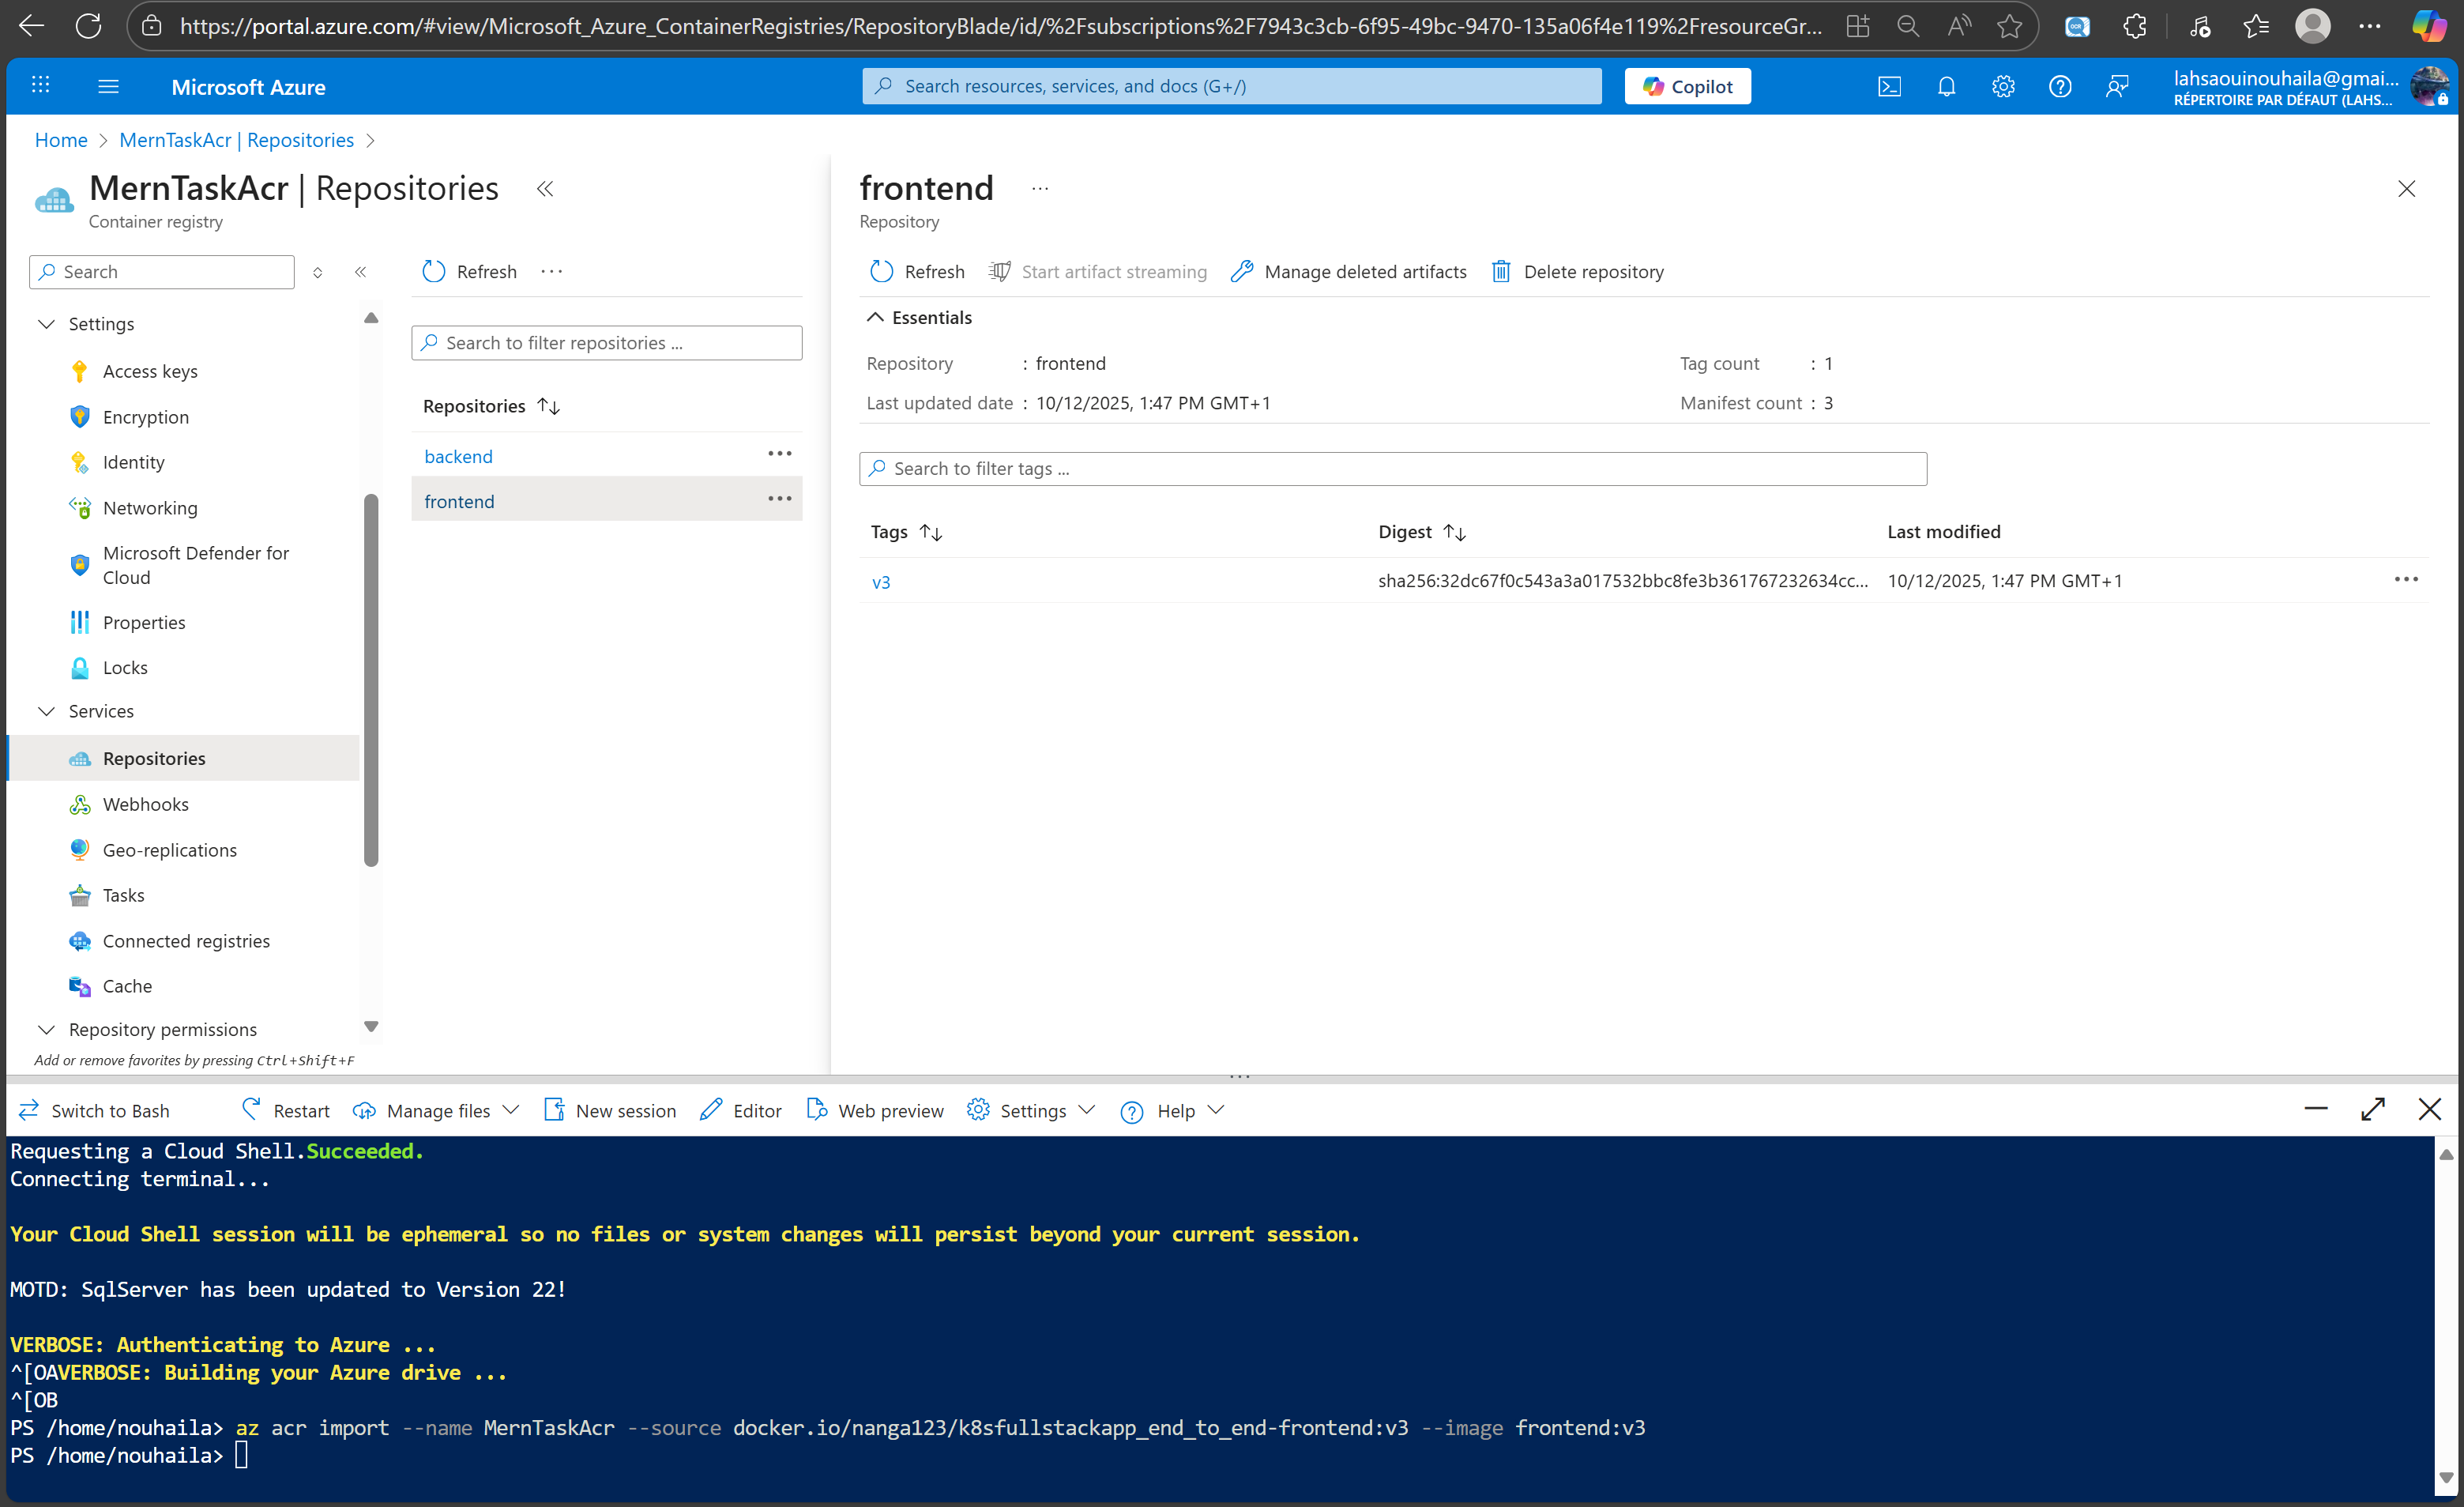 https://portal.azure.com/#view/Microsoft_Azure_ContainerRegistries/RepositoryBlade/id/%2Fsubscriptions%2F7943c3cb-6f95-49bc-9470-135a06f4e119%2FresourceGr...
Microsoft Azure
Search resources, services, and docs (G+/)
Copilot
lahsaouinouhaila@gmai...
RÉPERTOIRE PAR DÉFAUT (LAHS...
Home > MernTaskAcr | Repositories >
MernTaskAcr | Repositories
Container registry
Search
Settings
Access keys
Encryption
Identity
Networking
Microsoft Defender for
Cloud
Properties
Locks
Services
Repositories
Webhooks
Geo-replications
Tasks
Connected registries
Cache
Repository permissions
Add or remove favorites by pressing Ctrl+Shift+F
Refresh ...
Search to filter repositories ...
Repositories
backend
frontend
frontend ...
Repository
Refresh Start artifact streaming Manage deleted artifacts Delete repository
Essentials
Repository : frontend Tag count : 1
Last updated date : 10/12/2025, 1:47 PM GMT+1 Manifest count : 3
Search to filter tags ...
Tags Digest Last modified
v3 sha256:32dc67f0c543a3a017532bbc8fe3b361767232634cc... 10/12/2025, 1:47 PM GMT+1
Switch to Bash Restart Manage files New session Editor Web preview Settings Help
Requesting a Cloud Shell.Succeeded.
Connecting terminal...
Your Cloud Shell session will be ephemeral so no files or system changes will persist beyond your current session.
MOTD: SqlServer has been updated to Version 22!
VERBOSE: Authenticating to Azure ...
^[OAVERBOSE: Building your Azure drive ...
^[OB
PS /home/nouhaila> az acr import --name MernTaskAcr --source docker.io/nanga123/k8sfullstackapp_end_to_end-frontend:v3 --image frontend:v3
PS /home/nouhaila>